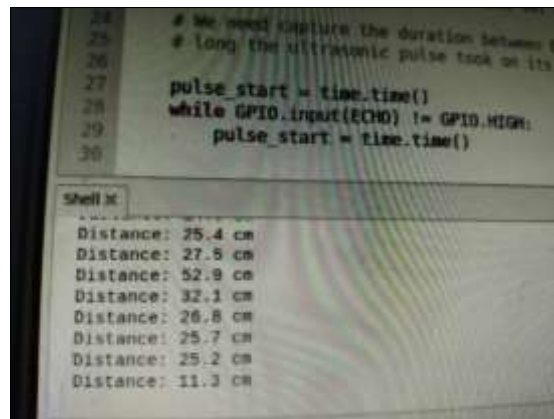 24 # We need capture the duration between
25 # long the ultrasonic pulse took on its
26
27 pulse_start = time.time()
28 while GPIO.input(ECHO) != GPIO.HIGH:
29 pulse_start = time.time()
30
Shell ×
Distance: 25.4 cm
Distance: 27.5 cm
Distance: 52.9 cm
Distance: 32.1 cm
Distance: 26.8 cm
Distance: 25.7 cm
Distance: 25.2 cm
Distance: 11.3 cm